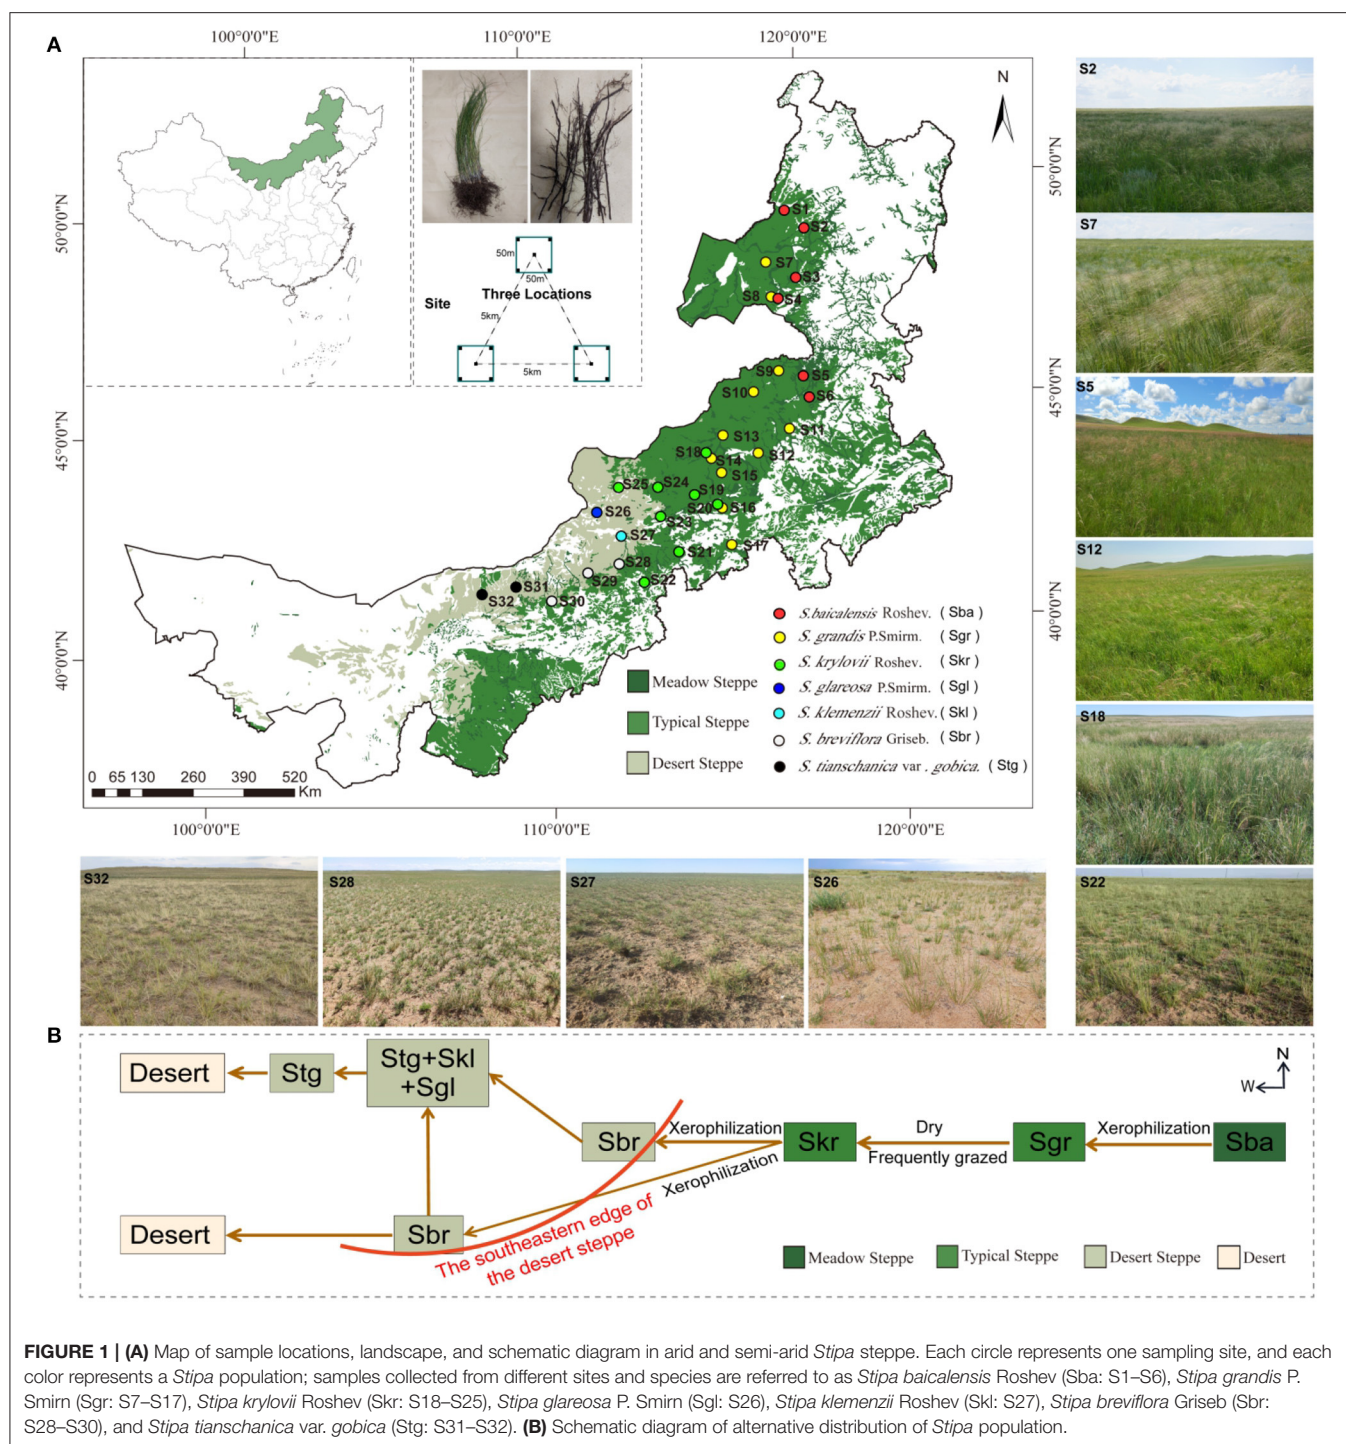 A
100°0'0"E
110°0'0"E
120°0'0"E
N
50°0'0"N
45°0'0"N
40°0'0"N
50°0'0"N
45°0'0"N
40°0'0"N
50m
50m
Site
Three Locations
5km
5km
S1
S2
S7
S3
S8
S4
S9
S5
S10
S6
S11
S13
S18
S14
S12
S15
S25
S24
S19
S20
S16
S26
S23
S27
S17
S21
S28
S29
S22
S31
S32
S30
S.baicalensis Roshev. ( Sba )
S. grandis P.Smirm. ( Sgr )
S. krylovii Roshev. ( Skr )
S. glareosa P.Smirm. ( Sgl )
S. klemenzii Roshev. ( Skl )
S. breviflora Griseb. ( Sbr )
S. tianschanica var . gobica. ( Stg )
Meadow Steppe
Typical Steppe
Desert Steppe
0 65 130 260 390 520
Km
100°0'0"E
110°0'0"E
120°0'0"E
S2
S7
S5
S12
S18
S22
S32
S28
S27
S26
B
Desert
Stg
Stg+Skl
+Sgl
N
W
Sbr
Xerophilization
Skr
Dry
Frequently grazed
Sgr
Xerophilization
Sba
Xerophilization
Desert
Sbr
The southeastern edge of
the desert steppe
Meadow Steppe
Typical Steppe
Desert Steppe
Desert
FIGURE 1 | (A) Map of sample locations, landscape, and schematic diagram in arid and semi-arid Stipa steppe. Each circle represents one sampling site, and each
color represents a Stipa population; samples collected from different sites and species are referred to as Stipa baicalensis Roshev (Sba: S1–S6), Stipa grandis P.
Smirn (Sgr: S7–S17), Stipa krylovii Roshev (Skr: S18–S25), Stipa glareosa P. Smirn (Sgl: S26), Stipa klemenzii Roshev (Skl: S27), Stipa breviflora Griseb (Sbr:
S28–S30), and Stipa tianschanica var. gobica (Stg: S31–S32). (B) Schematic diagram of alternative distribution of Stipa population.